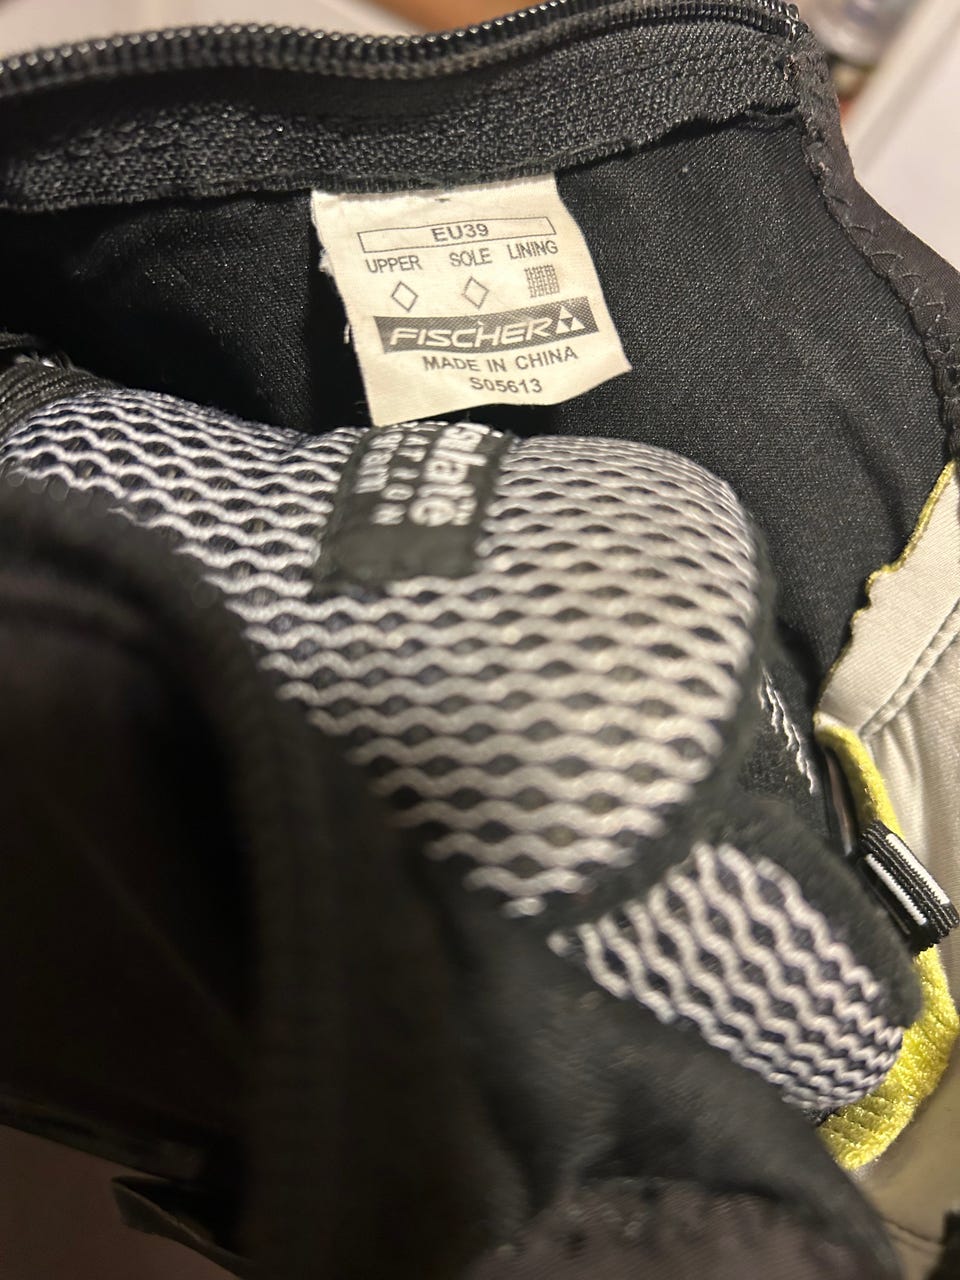 EU39
UPPER SOLE LINING
FISCHER
MADE IN CHINA
S05613